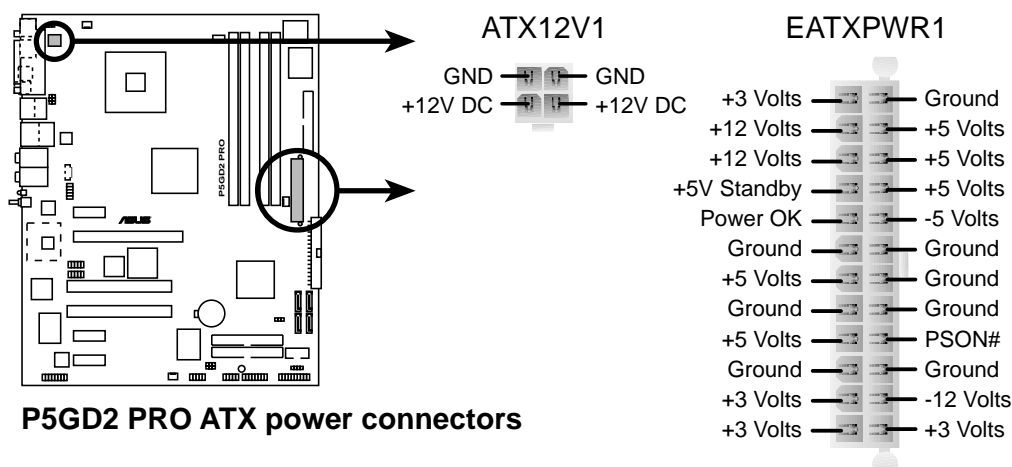 ATX12V1
GND
GND
+12V DC
+12V DC
EATXPWR1
+3 Volts
Ground
+12 Volts
+5 Volts
+12 Volts
+5 Volts
+5V Standby
+5 Volts
Power OK
-5 Volts
Ground
Ground
+5 Volts
Ground
Ground
Ground
+5 Volts
PSON#
Ground
Ground
+3 Volts
-12 Volts
+3 Volts
+3 Volts
P5GD2 PRO
ASUS
P5GD2 PRO ATX power connectors